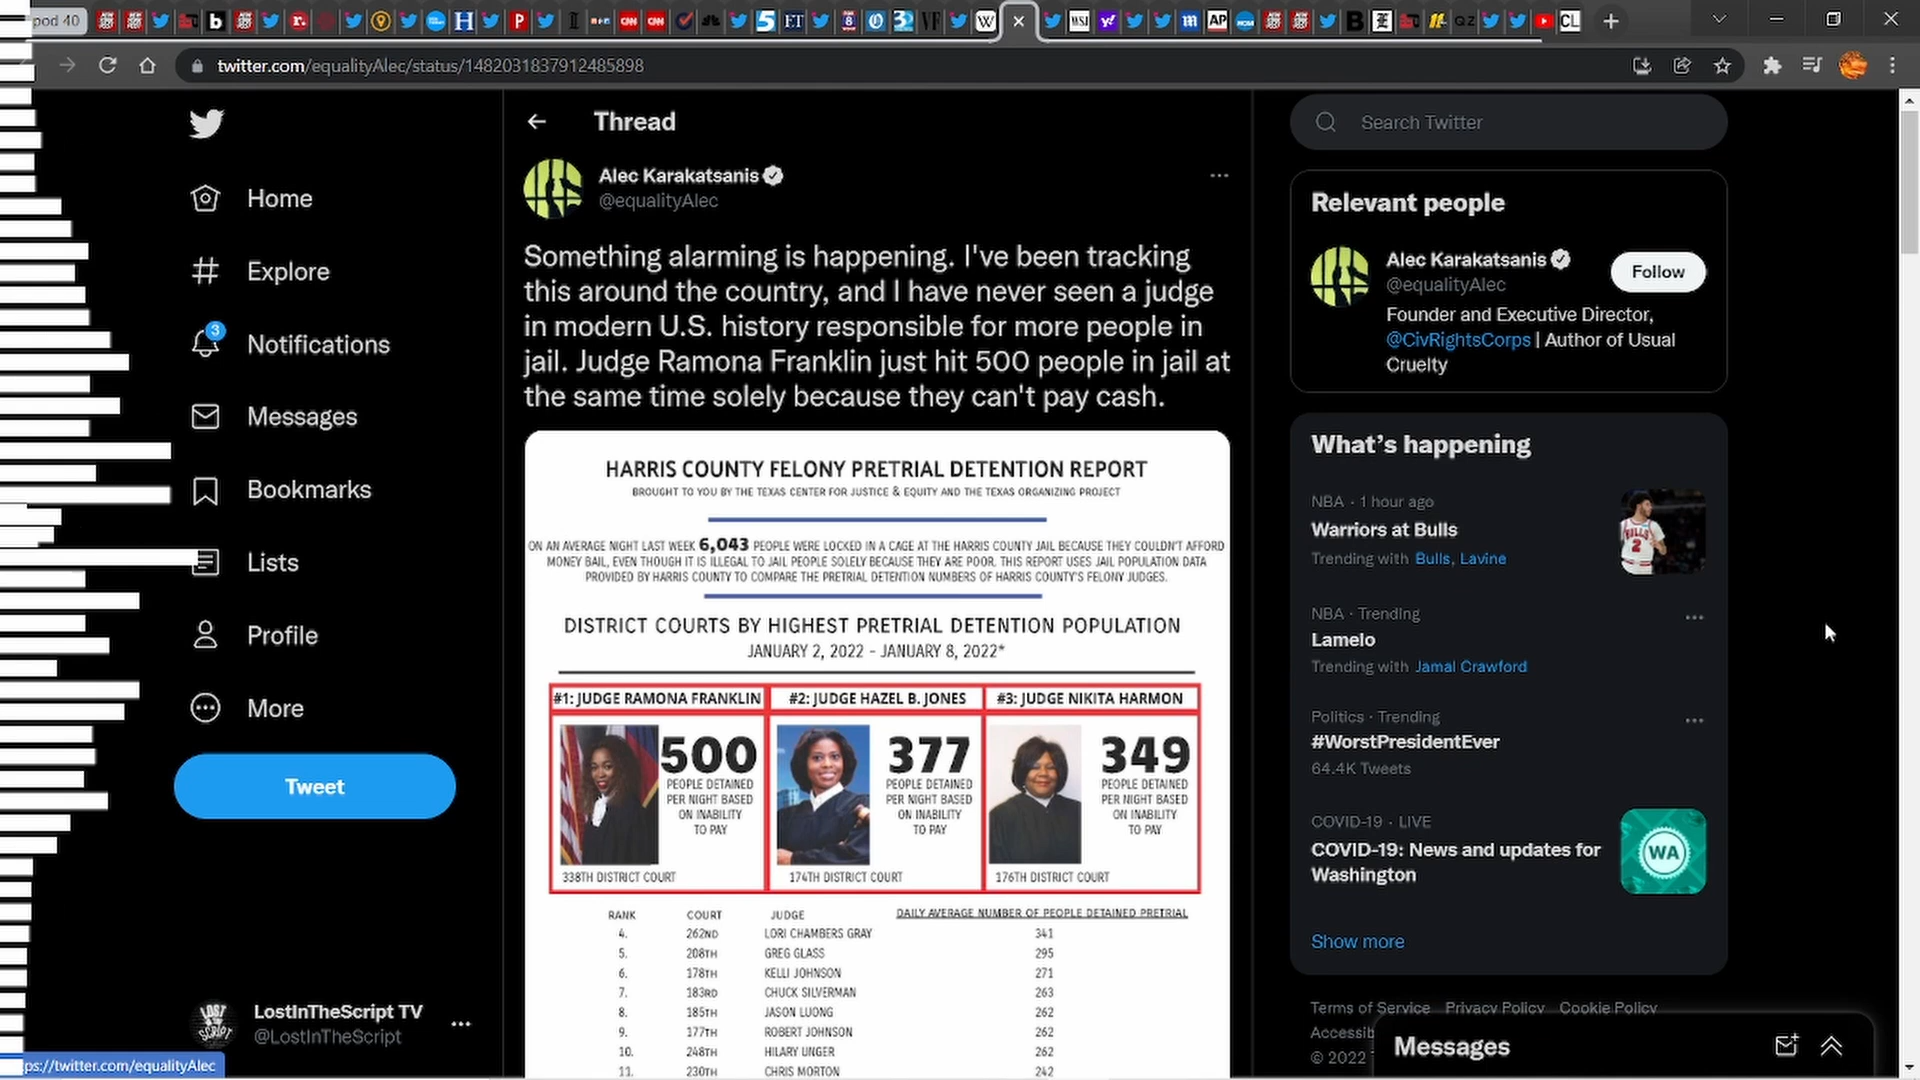 pod 40
twitter.com/equalityAlec/status/1482031837912485898
Home
Explore
3
Notifications
Messages
Bookmarks
Lists
Profile
More
Tweet
LostInTheScript TV
@LostInTheScript
ps://twitter.com/equalityAlec
Thread
Alec Karakatsanis
@equalityAlec
Something alarming is happening. I've been tracking
this around the country, and I have never seen a judge
in modern U.S. history responsible for more people in
jail. Judge Ramona Franklin just hit 500 people in jail at
the same time solely because they can't pay cash.
HARRIS COUNTY FELONY PRETRIAL DETENTION REPORT
BROUGHT TO YOU BY THE TEXAS CENTER FOR JUSTICE & EQUITY AND THE TEXAS ORGANIZING PROJECT
ON AN AVERAGE NIGHT LAST WEEK 6,043 PEOPLE WERE LOCKED IN A CAGE AT THE HARRIS COUNTY JAIL BECAUSE THEY COULDN'T AFFORD
MONEY BAIL, EVEN THOUGH IT IS ILLEGAL TO JAIL PEOPLE SOLELY BECAUSE THEY ARE POOR. THIS REPORT USES JAIL POPULATION DATA
PROVIDED BY HARRIS COUNTY TO COMPARE THE PRETRIAL DETENTION NUMBERS OF HARRIS COUNTY'S FELONY JUDGES.
DISTRICT COURTS BY HIGHEST PRETRIAL DETENTION POPULATION
JANUARY 2, 2022 - JANUARY 8, 2022*
#1: JUDGE RAMONA FRANKLIN
500
PEOPLE DETAINED
PER NIGHT BASED
ON INABILITY
TO PAY
338TH DISTRICT COURT
#2: JUDGE HAZEL B. JONES
377
PEOPLE DETAINED
PER NIGHT BASED
ON INABILITY
TO PAY
174TH DISTRICT COURT
#3: JUDGE NIKITA HARMON
349
PEOPLE DETAINED
PER NIGHT BASED
ON INABILITY
TO PAY
176TH DISTRICT COURT
RANK COURT JUDGE DAILY AVERAGE NUMBER OF PEOPLE DETAINED PRETRIAL
4. 262ND LORI CHAMBERS GRAY 341
5. 208TH GREG GLASS 295
6. 178TH KELLI JOHNSON 271
7. 183RD CHUCK SILVERMAN 263
8. 185TH JASON LUONG 262
9. 177TH ROBERT JOHNSON 262
10. 248TH HILARY UNGER 262
11. 230TH CHRIS MORTON 242
Search Twitter
Relevant people
Alec Karakatsanis
@equalityAlec
Follow
Founder and Executive Director,
@CivRightsCorps | Author of Usual
Cruelty
What's happening
NBA · 1 hour ago
Warriors at Bulls
Trending with Bulls, Lavine
NBA · Trending
Lamelo
Trending with Jamal Crawford
Politics · Trending
#WorstPresidentEver
64.4K Tweets
COVID-19 · LIVE
COVID-19: News and updates for
Washington
WA
Show more
Terms of Service Privacy Policy Cookie Policy
Accessib
© 2022
Messages